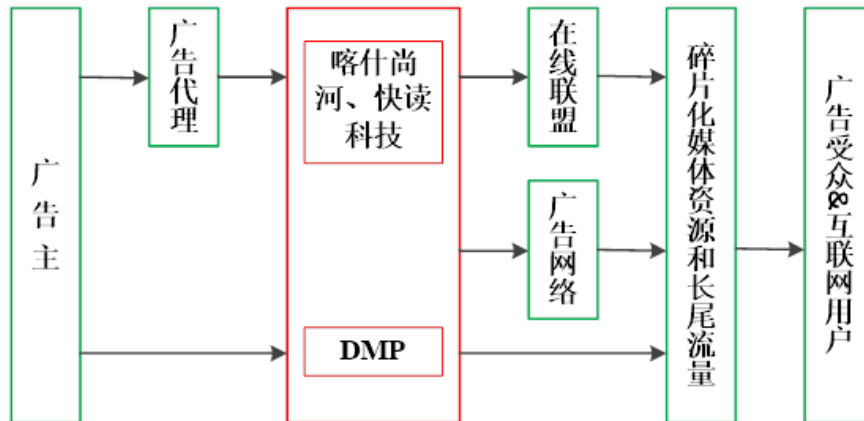 广告主
广告代理
喀什尚
河、快读
科技
DMP
在线联盟
广告网络
碎片化媒体资源和长尾流量
广告受众&互联网用户